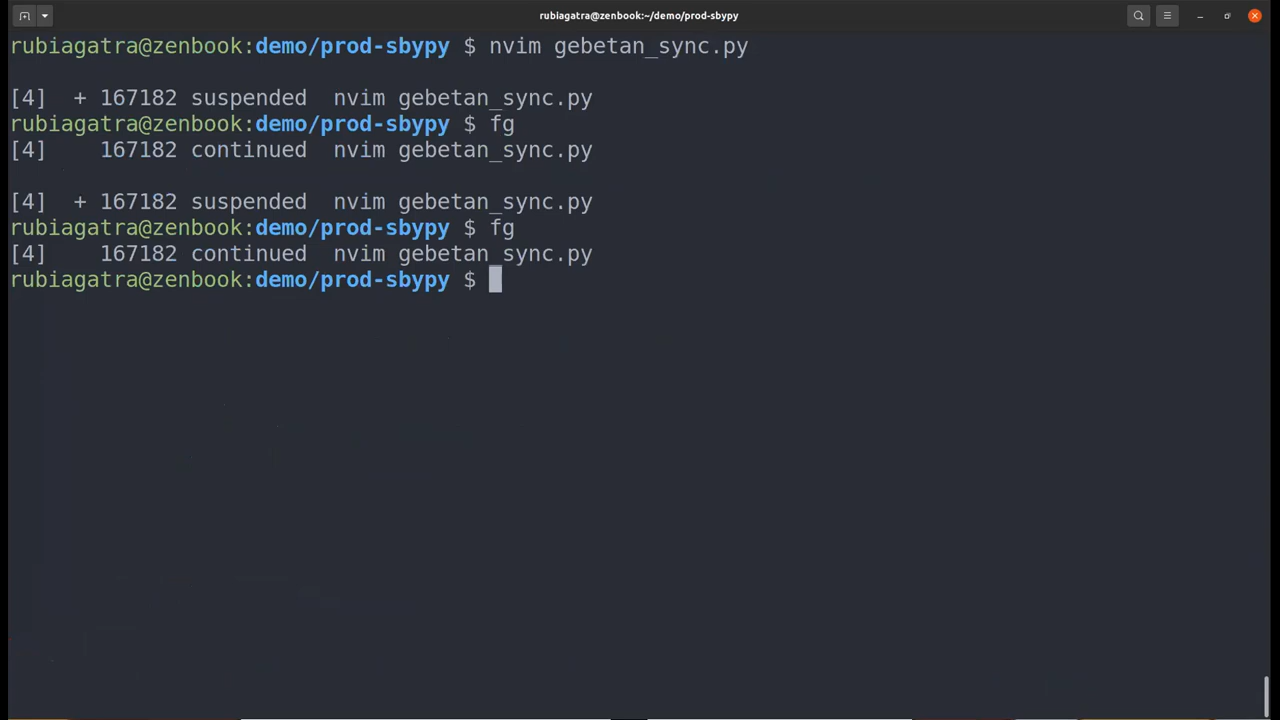 rubiagatra@zenbook:~/demo/prod-sbypy
rubiagatra@zenbook:demo/prod-sbypy $ nvim gebetan_sync.py
[4]  + 167182 suspended  nvim gebetan_sync.py
rubiagatra@zenbook:demo/prod-sbypy $ fg
[4]    167182 continued  nvim gebetan_sync.py
[4]  + 167182 suspended  nvim gebetan_sync.py
rubiagatra@zenbook:demo/prod-sbypy $ fg
[4]    167182 continued  nvim gebetan_sync.py
rubiagatra@zenbook:demo/prod-sbypy $